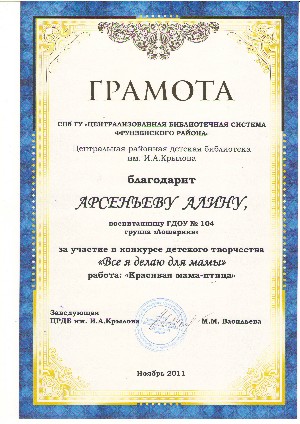 ГРАМОТА
СПб ГУ «ЦЕНТРАЛИЗОВАННАЯ БИБЛИОТЕЧНАЯ СИСТЕМА
ФРУНЗЕНСКОГО РАЙОНА»
Центральная районная детская библиотека
им. И.А.Крылова
благодарит
АРСЕНЬЕВУ АЛИНУ,
воспитанницу ГДОУ № 104
группа «Лошарики»
за участие в конкурсе детского творчества
«Все я делаю для мамы»
работа: «Красивая мама-птица»
Заведующая
ЦРДБ им. И.А.Крылова
М.М. Васильева
Ноябрь 2011